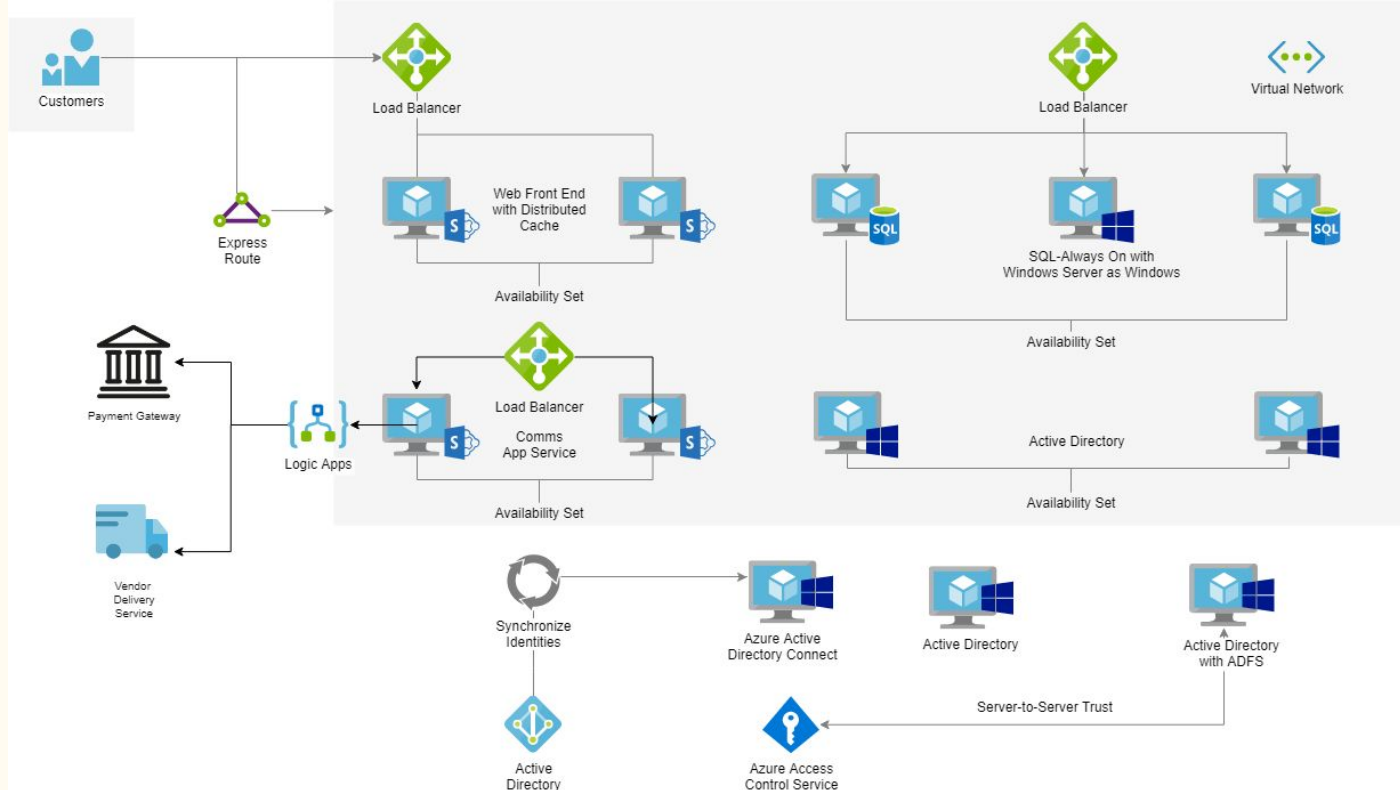 Customers
Load Balancer
Load Balancer
Virtual Network
Web Front End
with Distributed
Cache
S
S
SQL
SQL
Express
Route
SQL-Always On with
Windows Server as Windows
Availability Set
Availability Set
Payment Gateway
Load Balancer
Comms
App Service
S
S
Logic Apps
Active Directory
Availability Set
Availability Set
Vendor
Delivery
Service
Synchronize
Identities
Azure Active
Directory Connect
Active Directory
Active Directory
with ADFS
Server-to-Server Trust
Active
Directory
Azure Access
Control Service